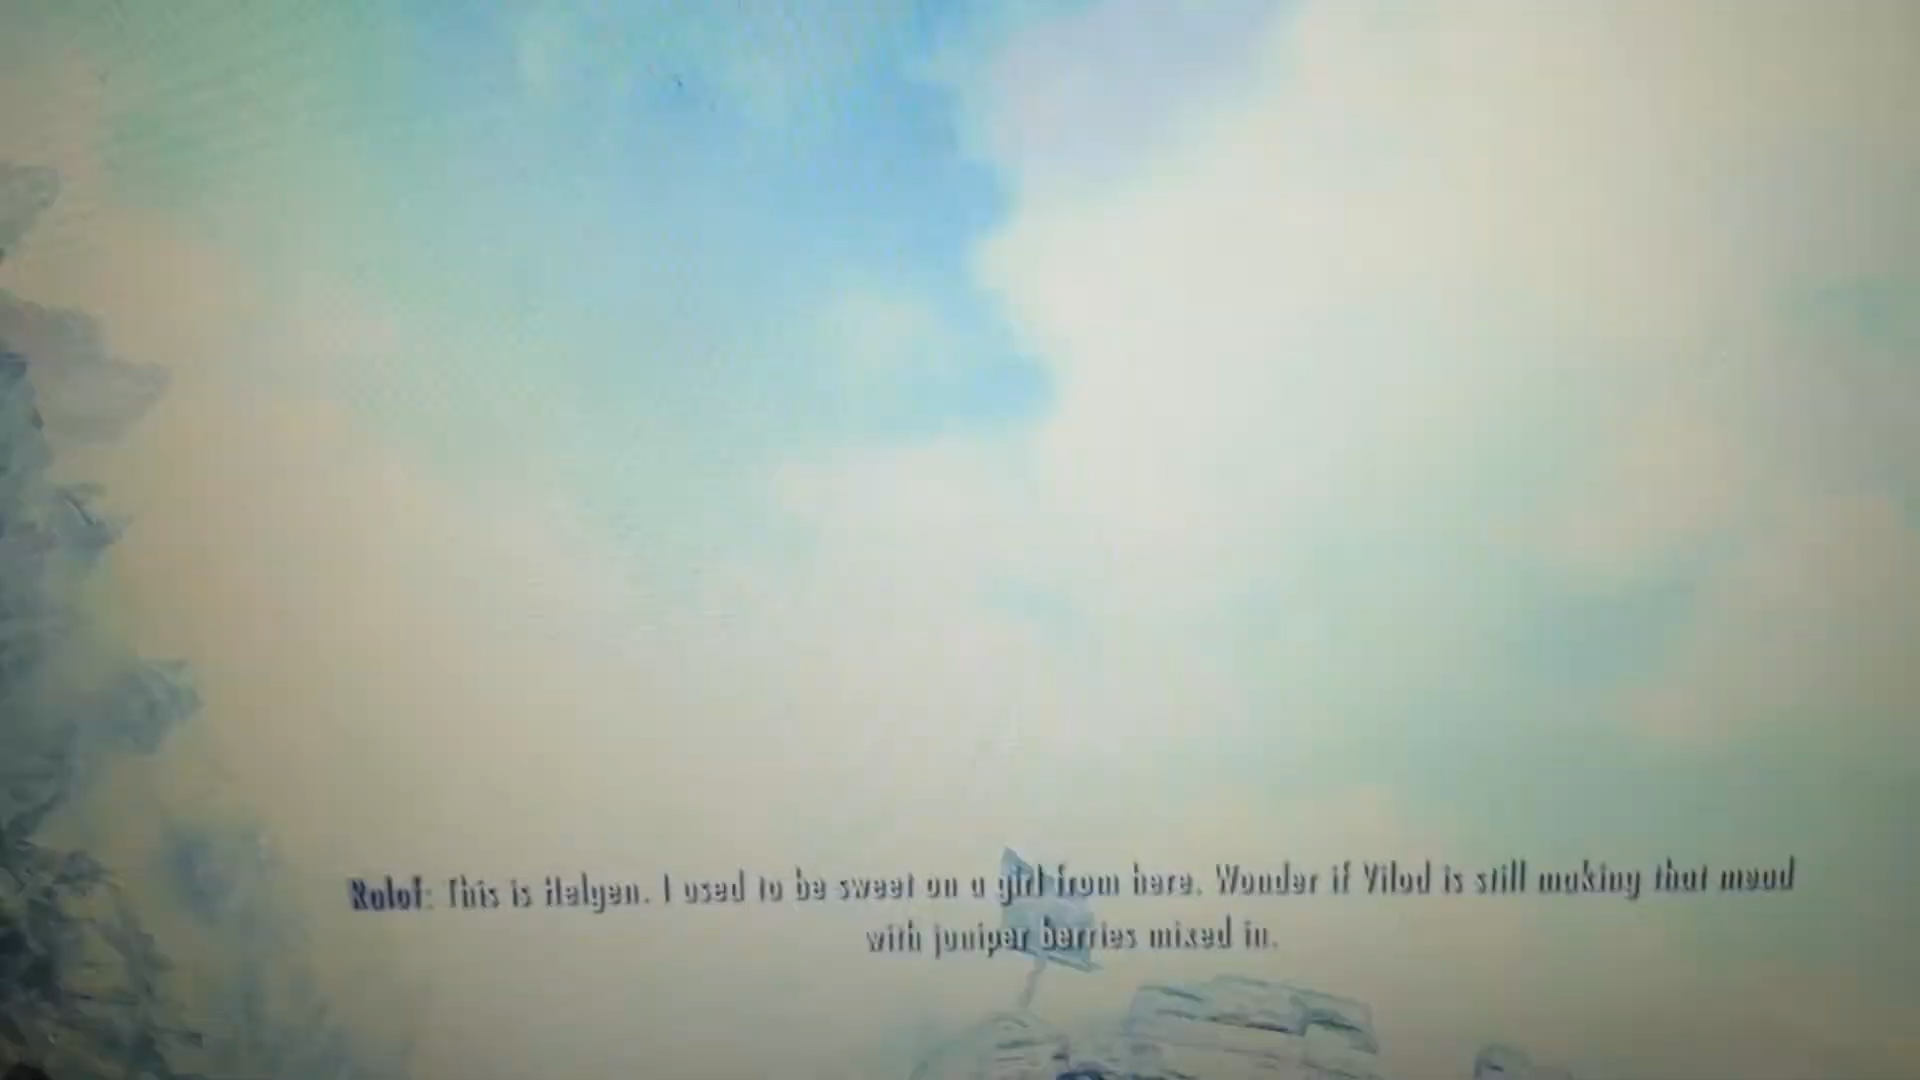 Ralof: This is Helgen. I used to be sweet on a girl from here. Wonder if Vilod is still making that mead
with juniper berries mixed in.